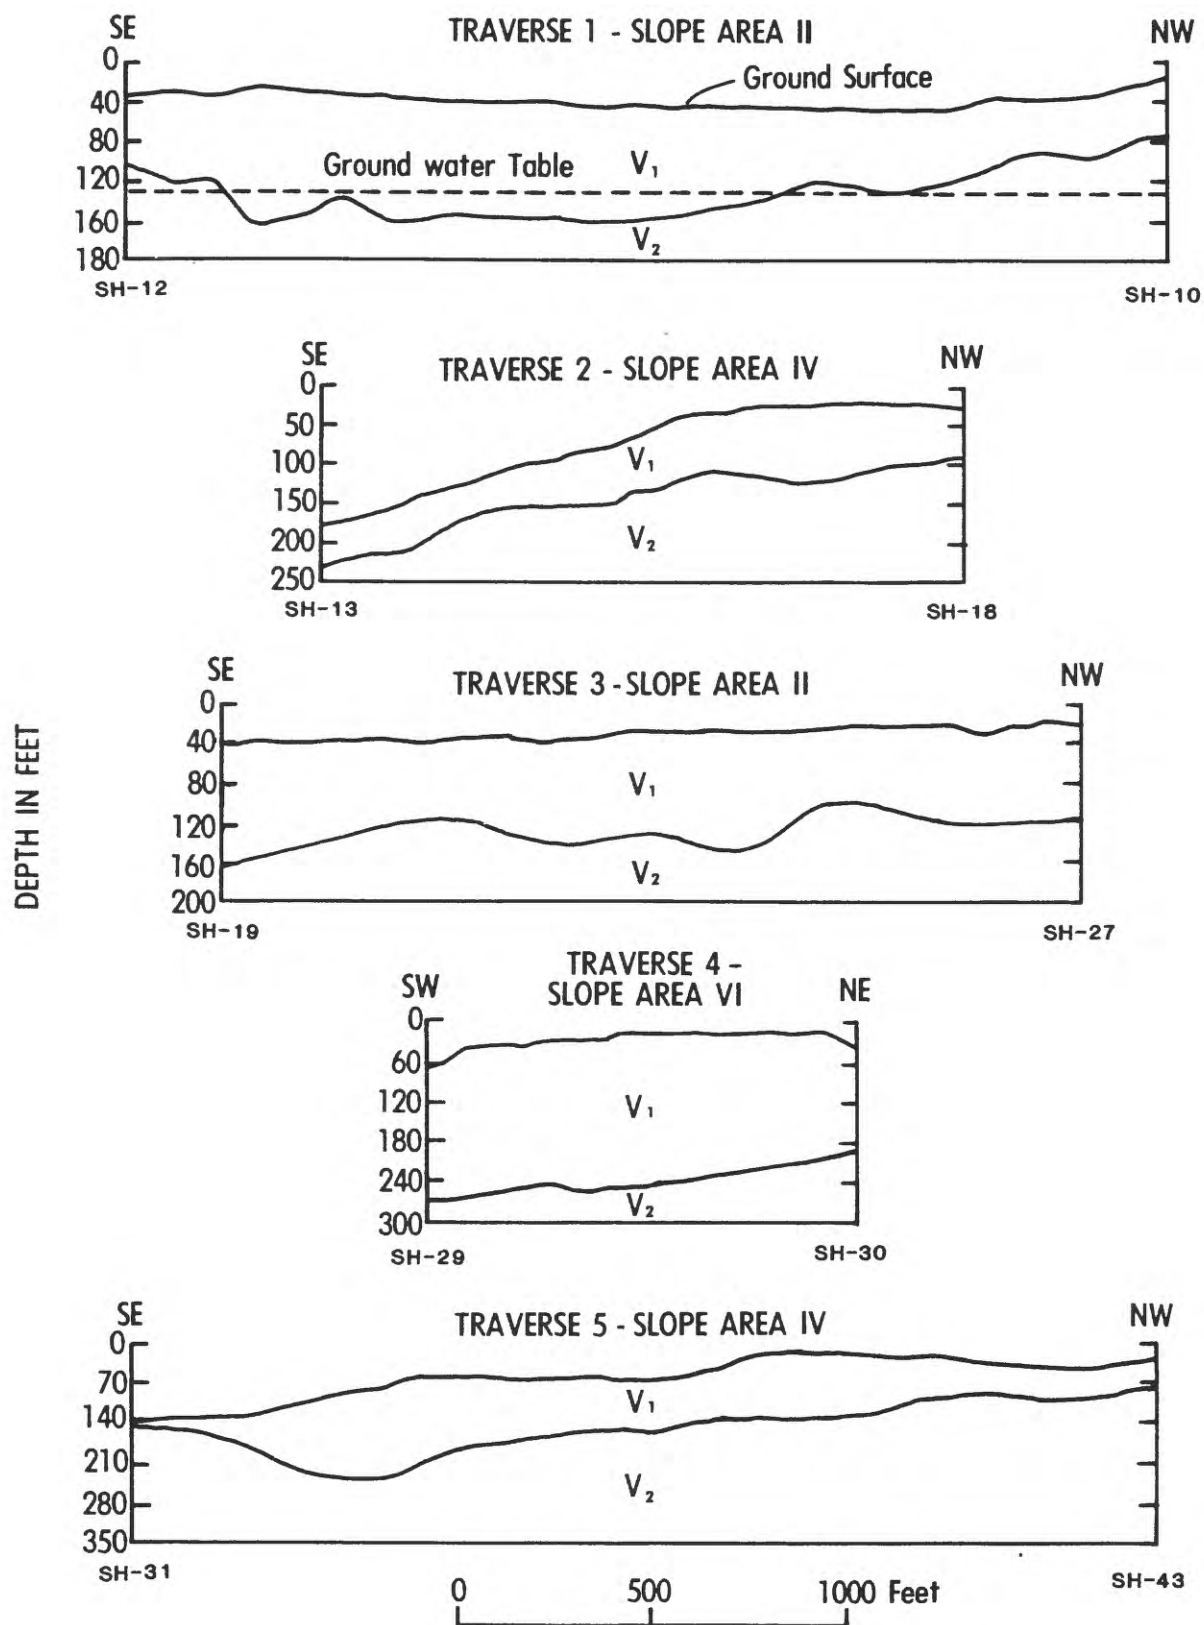 SE TRAVERSE 1 - SLOPE AREA II NW
0
Ground Surface
40
80
Ground water Table V₁
120
160
V₂
180
SH-12 SH-10
SE TRAVERSE 2 - SLOPE AREA IV NW
0
50
100 V₁
150
200 V₂
250
SH-13 SH-18
SE TRAVERSE 3 - SLOPE AREA II NW
0
40
80 V₁
120
160 V₂
200
SH-19 SH-27
DEPTH IN FEET
SW TRAVERSE 4 - NE
SLOPE AREA VI
0
60
120 V₁
180
240
V₂
300
SH-29 SH-30
SE TRAVERSE 5 - SLOPE AREA IV NW
0
70
V₁
140
210
V₂
280
350
SH-31 SH-43
0 500 1000 Feet